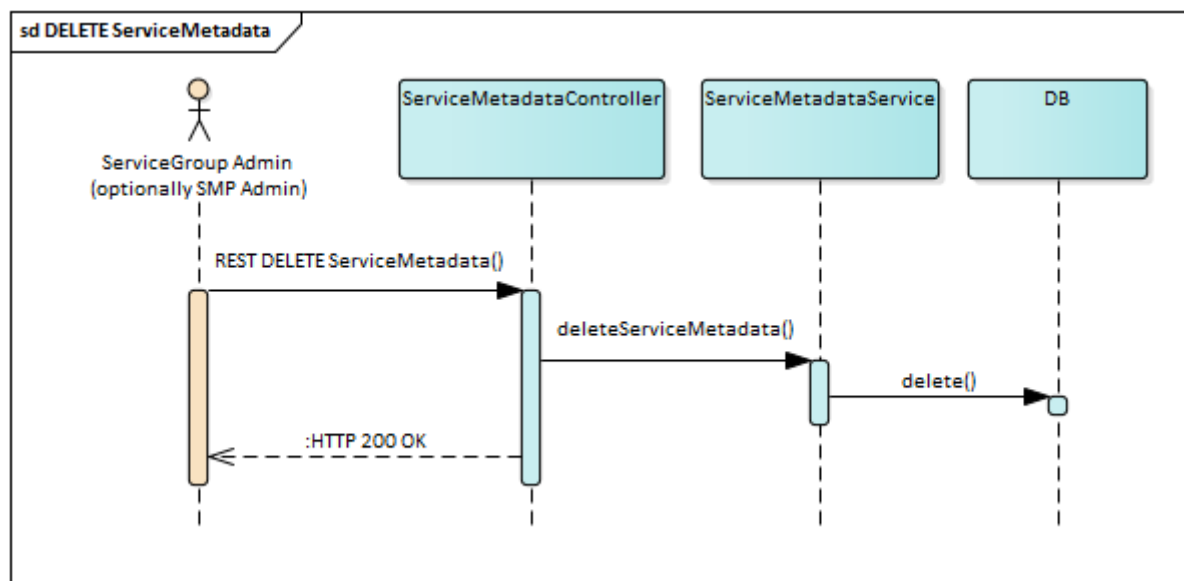 sd DELETE ServiceMetadata
ServiceMetadataController
ServiceMetadataService
DB
ServiceGroup Admin
(optionally SMP Admin)
REST DELETE ServiceMetadata()
deleteServiceMetadata()
delete()
:HTTP 200 OK